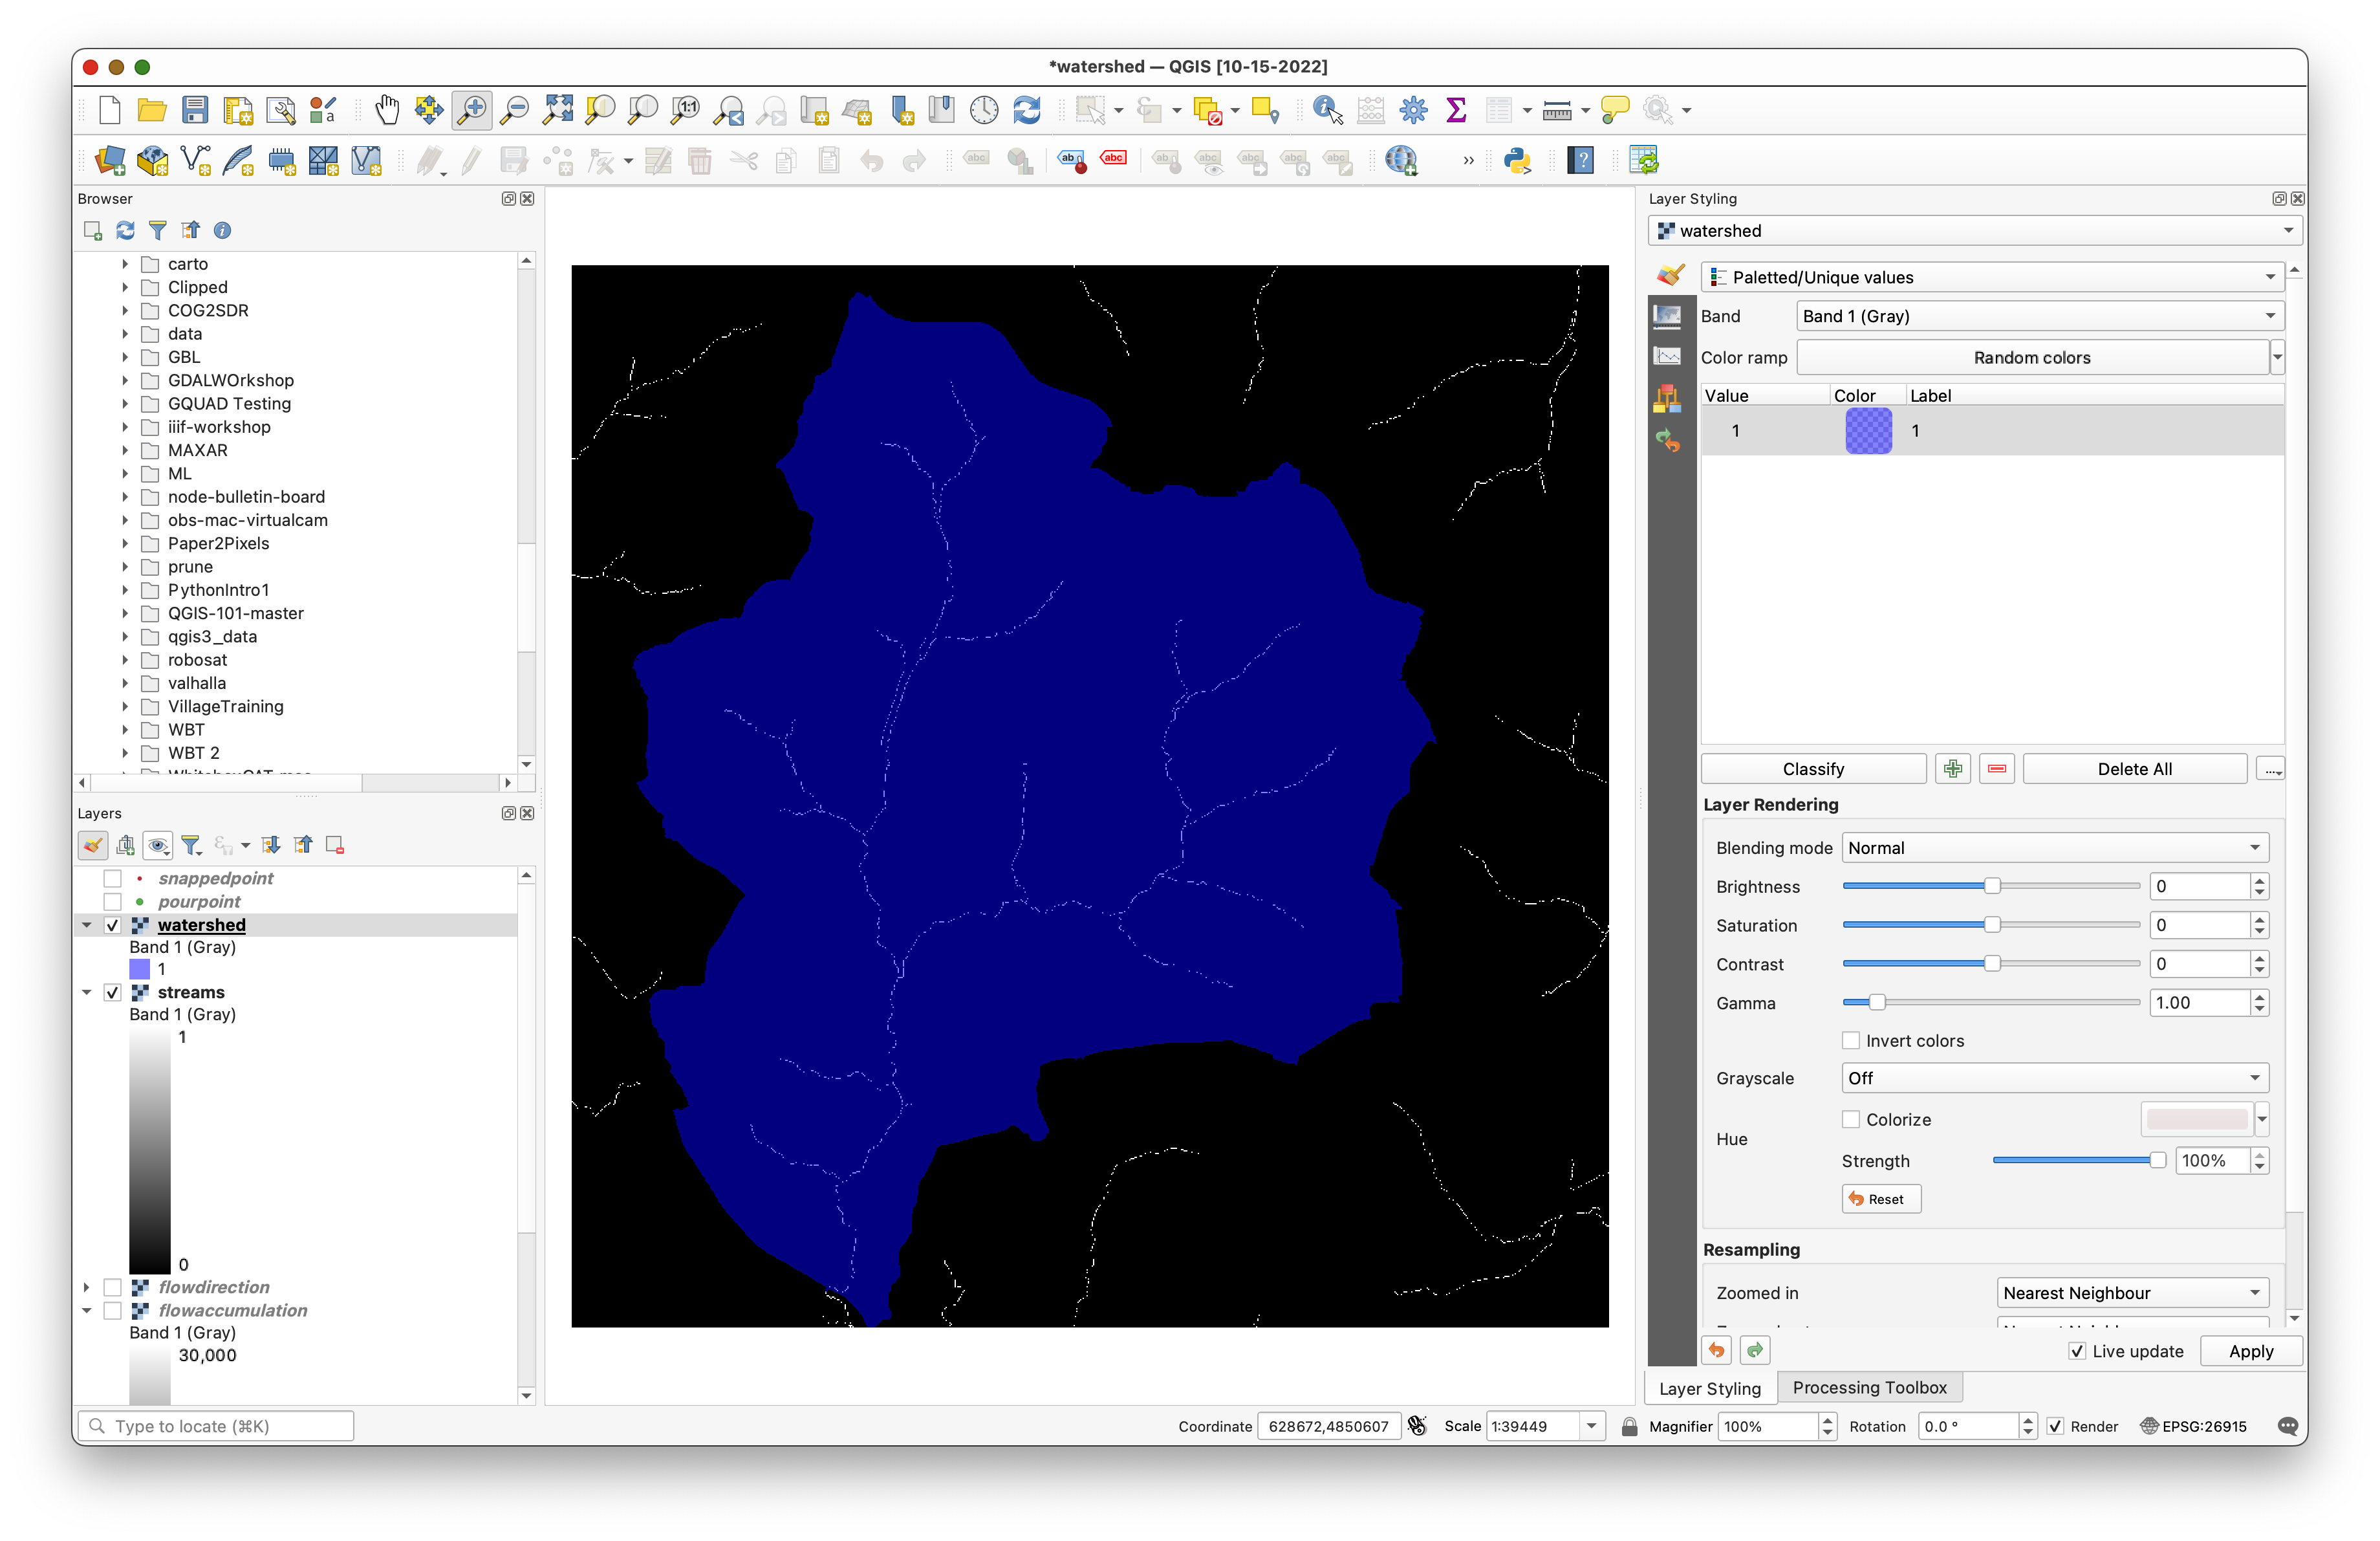 *watershed — QGIS [10-15-2022]
Browser
carto
Clipped
COG2SDR
data
GBL
GDALWOrkshop
GQUAD Testing
iiif-workshop
MAXAR
ML
node-bulletin-board
obs-mac-virtualcam
Paper2Pixels
prune
PythonIntro1
QGIS-101-master
qgis3_data
robosat
valhalla
VillageTraining
WBT
WBT 2
Layers
snappedpoint
pourpoint
watershed
Band 1 (Gray)
1
streams
Band 1 (Gray)
1
0
flowdirection
flowaccumulation
Band 1 (Gray)
30,000
Layer Styling
watershed
Paletted/Unique values
Band Band 1 (Gray)
Color ramp Random colors
Value Color Label
1 1
Classify Delete All ...
Layer Rendering
Blending mode Normal
Brightness 0
Saturation 0
Contrast 0
Gamma 1.00
Invert colors
Grayscale Off
Colorize
Hue
Strength 100%
Reset
Resampling
Zoomed in Nearest Neighbour
Live update Apply
Layer Styling Processing Toolbox
Type to locate (⌘K) Coordinate 628672,4850607 Scale 1:39449 Magnifier 100% Rotation 0.0 ° Render EPSG:26915